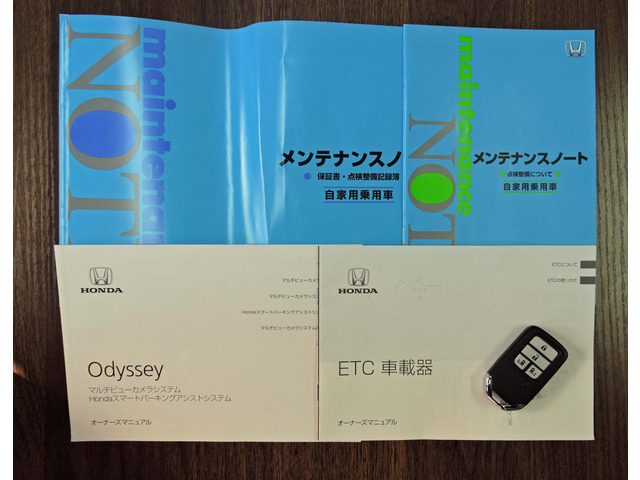 maintenance
NOT
メンテナンスノ
保証書・点検整備記録簿
自家用乗用車
maintenance
NOT
メンテナンスノート
点検整備について
自家用乗用車
HONDA
マルチビューカメラ
マルチビューカメラシス
Hondaスマートパーキングアシストシ
マルチビューカメラシステム
Odyssey
マルチビューカメラシステム
Hondaスマートパーキングアシストシステム
オーナーズマニュアル
HONDA
ETCについて
ETCの使いかた
ETC 車載器
オーナーズマニュアル